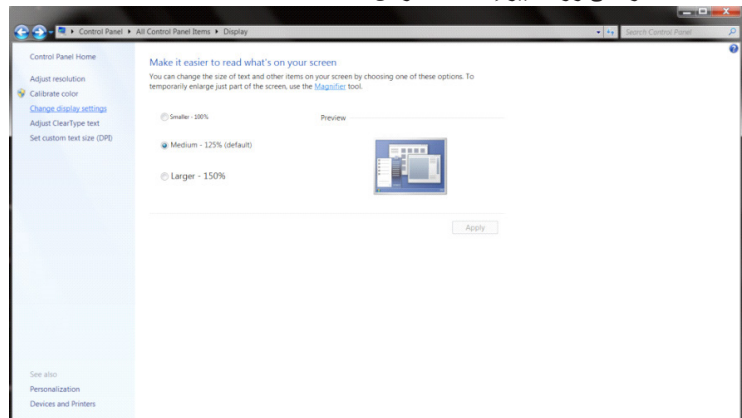 Control Panel ▸ All Control Panel Items ▸ Display
Search Control Panel
Control Panel Home
Adjust resolution
Calibrate color
Change display settings
Adjust ClearType text
Set custom text size (DPI)
Make it easier to read what's on your screen
You can change the size of text and other items on your screen by choosing one of these options. To
temporarily enlarge just part of the screen, use the Magnifier tool.
Smaller - 100%
Preview
Medium - 125% (default)
Larger - 150%
Apply
See also
Personalization
Devices and Printers